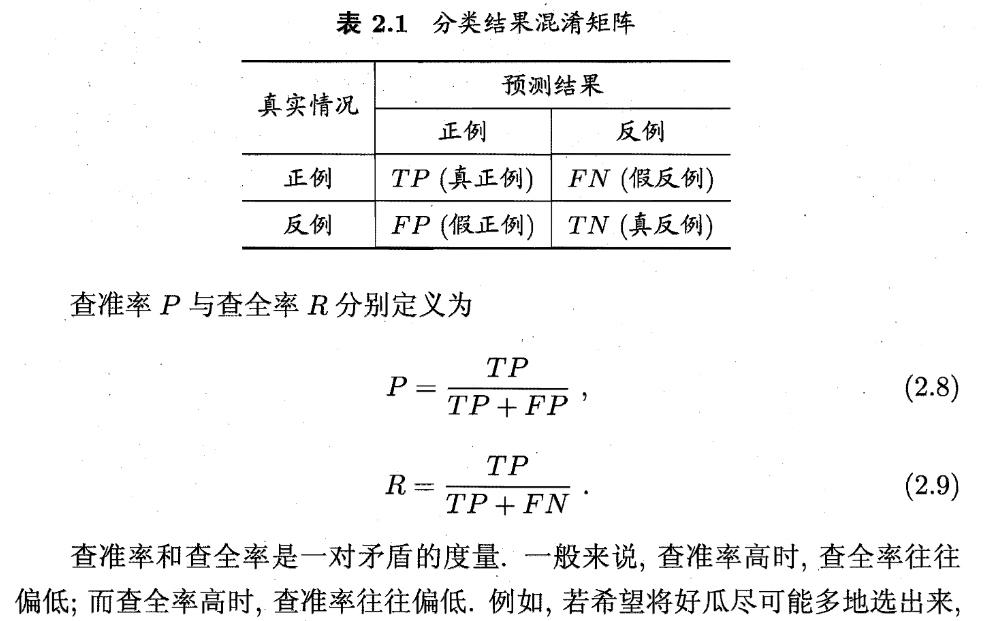 表 2.1 分类结果混淆矩阵
真实情况 预测结果
正例 反例
正例 TP (真正例) FN (假反例)
反例 FP (假正例) TN (真反例)
查准率 P 与查全率 R 分别定义为
P = TP / (TP + FP) , (2.8)
R = TP / (TP + FN) . (2.9)
查准率和查全率是一对矛盾的度量. 一般来说, 查准率高时, 查全率往往
偏低; 而查全率高时, 查准率往往偏低. 例如, 若希望将好瓜尽可能多地选出来,